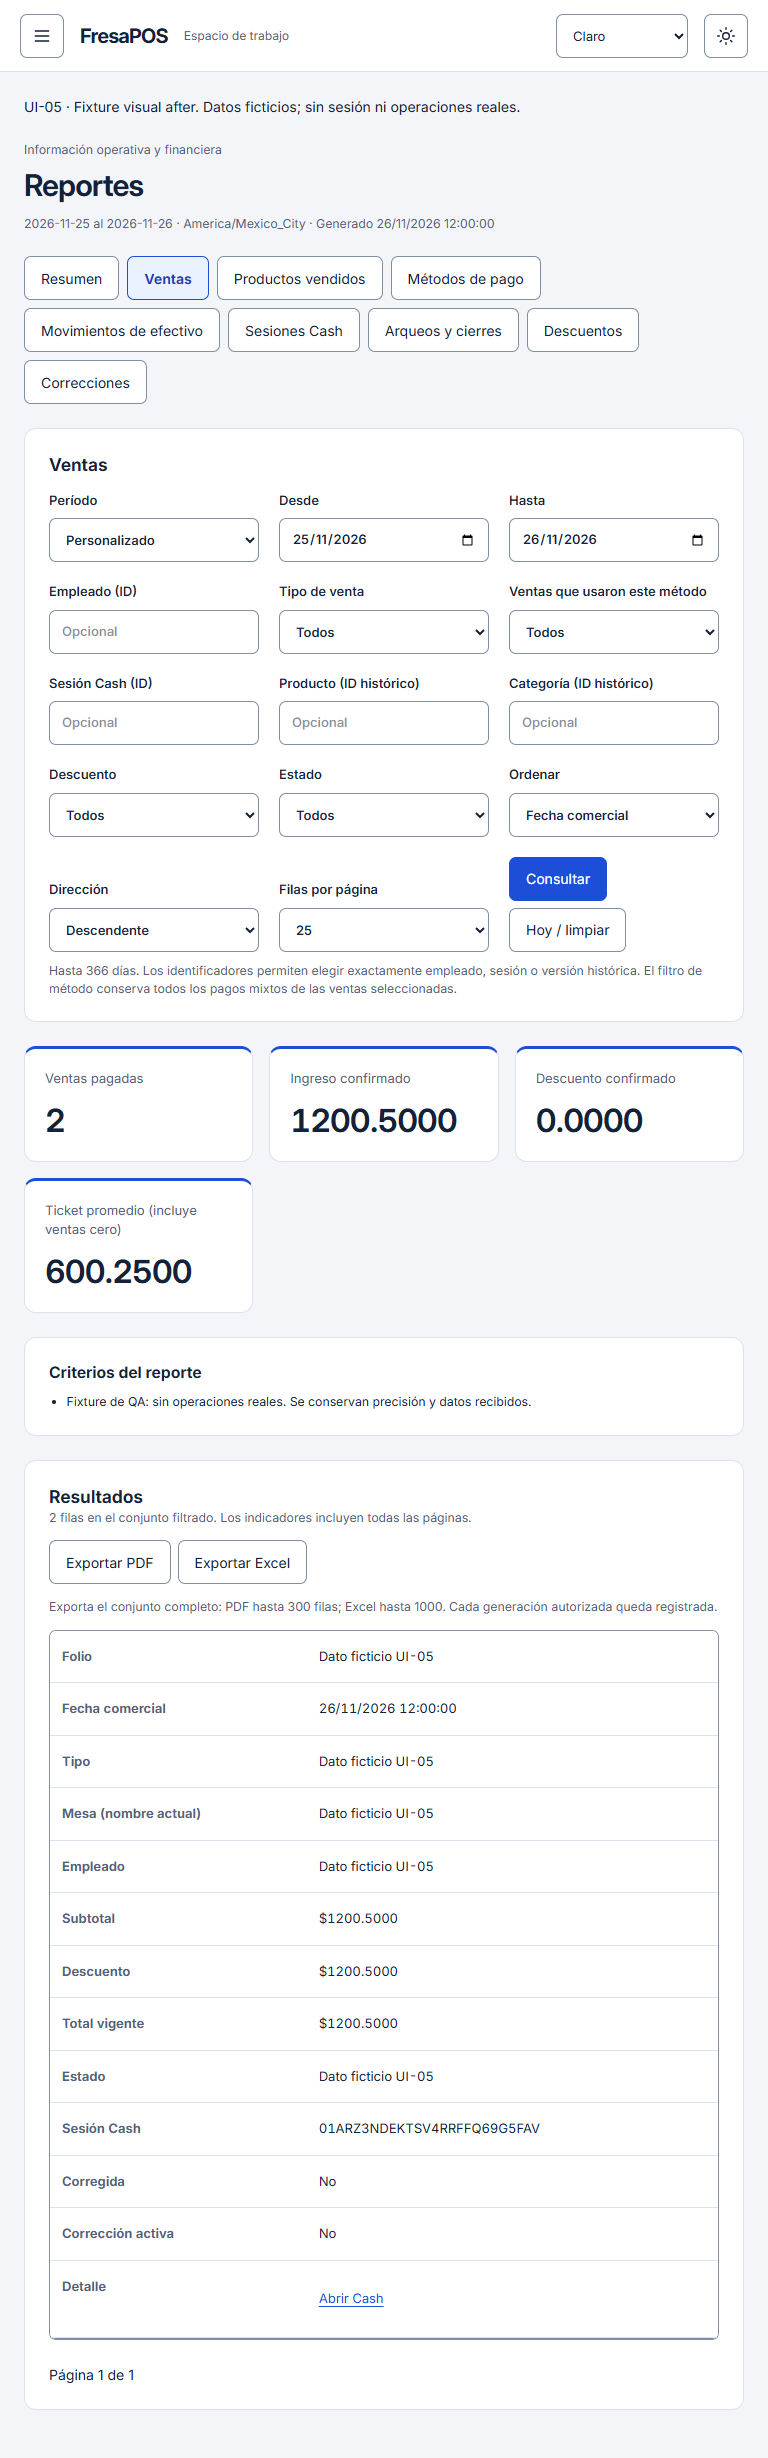 FresaPOS
Espacio de trabajo
Claro
UI-05 · Fixture visual after. Datos ficticios; sin sesión ni operaciones reales.
Información operativa y financiera
Reportes
2026-11-25 al 2026-11-26 · America/Mexico_City · Generado 26/11/2026 12:00:00
Resumen
Ventas
Productos vendidos
Métodos de pago
Movimientos de efectivo
Sesiones Cash
Arqueos y cierres
Descuentos
Correcciones
Ventas
Período
Desde
Hasta
Personalizado
25/11/2026
26/11/2026
Empleado (ID)
Tipo de venta
Ventas que usaron este método
Opcional
Todos
Todos
Sesión Cash (ID)
Producto (ID histórico)
Categoría (ID histórico)
Opcional
Opcional
Opcional
Descuento
Estado
Ordenar
Todos
Todos
Fecha comercial
Dirección
Filas por página
Consultar
Descendente
25
Hoy / limpiar
Hasta 366 días. Los identificadores permiten elegir exactamente empleado, sesión o versión histórica. El filtro de
método conserva todos los pagos mixtos de las ventas seleccionadas.
Ventas pagadas
2
Ingreso confirmado
1200.5000
Descuento confirmado
0.0000
Ticket promedio (incluye
ventas cero)
600.2500
Criterios del reporte
• Fixture de QA: sin operaciones reales. Se conservan precisión y datos recibidos.
Resultados
2 filas en el conjunto filtrado. Los indicadores incluyen todas las páginas.
Exportar PDF
Exportar Excel
Exporta el conjunto completo: PDF hasta 300 filas; Excel hasta 1000. Cada generación autorizada queda registrada.
Folio Dato ficticio UI-05
Fecha comercial 26/11/2026 12:00:00
Tipo Dato ficticio UI-05
Mesa (nombre actual) Dato ficticio UI-05
Empleado Dato ficticio UI-05
Subtotal $1200.5000
Descuento $1200.5000
Total vigente $1200.5000
Estado Dato ficticio UI-05
Sesión Cash 01ARZ3NDEKTSV4RRFFQ69G5FAV
Corregida No
Corrección activa No
Detalle Abrir Cash
Página 1 de 1